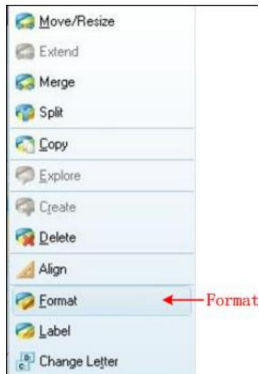 Move/Resize
Extend
Merge
Split
Copy
Explore
Create
Delete
Align
Format Format
Label
Change Letter